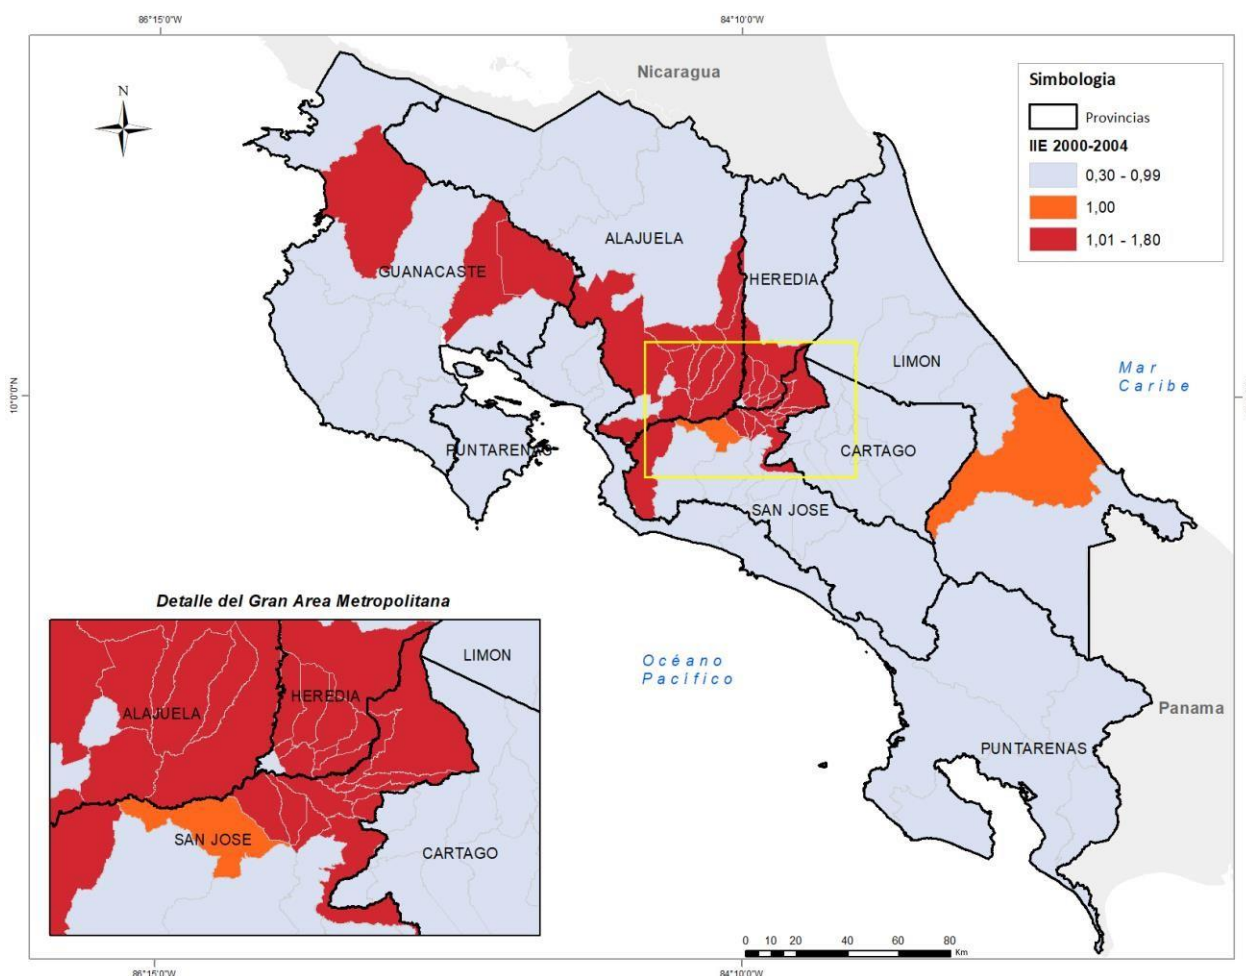 86°15'0"W
84°10'0"W
Nicaragua
N
Simbologia
Provincias
IIE 2000-2004
0,30 - 0,99
1,00
1,01 - 1,80
ALAJUELA
HEREDIA
GUANACASTE
LIMON
Mar
Caribe
10°0'0"N
PUNTARENAS
CARTAGO
SAN JOSE
Detalle del Gran Area Metropolitana
LIMON
HEREDIA
ALAJUELA
SAN JOSE
CARTAGO
Océano
Pacífico
Panama
PUNTARENAS
0 10 20 40 60 80
Km
86°15'0"W
84°10'0"W